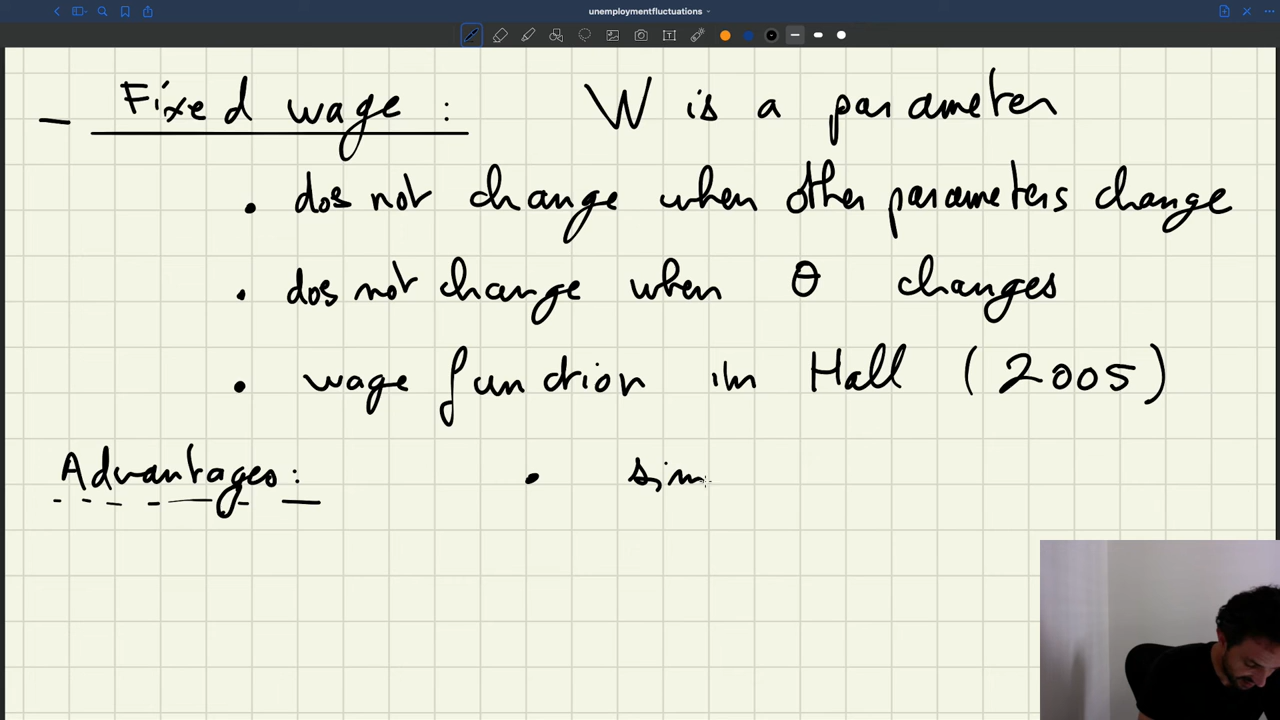 unemploymentfluctuations
- Fixed wage: W is a parameter
• dos not change when other parameters change
• dos not change when θ changes
• wage function in Hall (2005)
Advantages: • sim